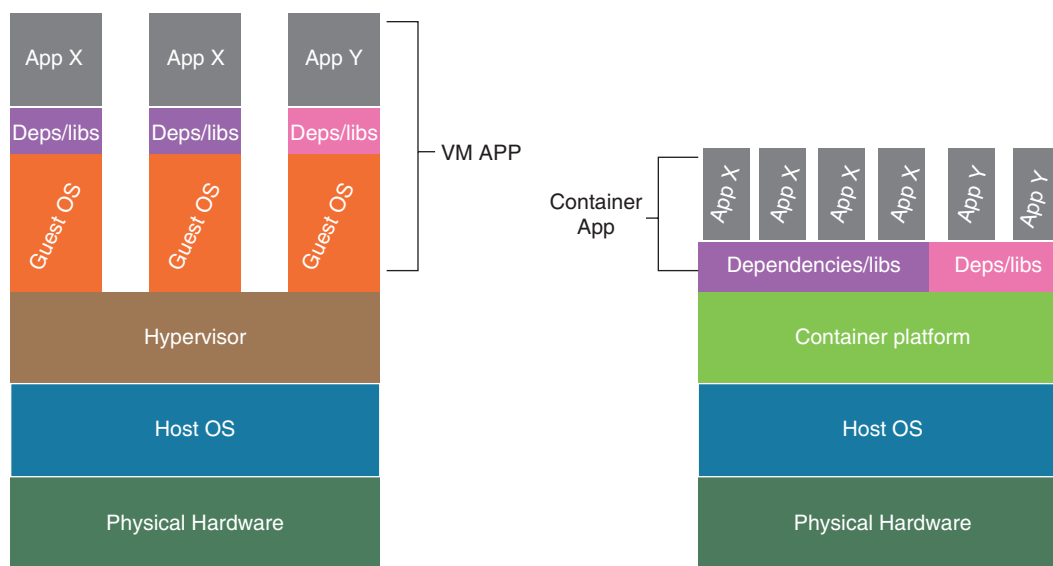 App X
App X
App Y
Deps/libs
Deps/libs
Deps/libs
Guest OS
Guest OS
Guest OS
VM APP
Hypervisor
Host OS
Physical Hardware
Container
App
App X
App X
App X
App X
App Y
App Y
Dependencies/libs
Deps/libs
Container platform
Host OS
Physical Hardware